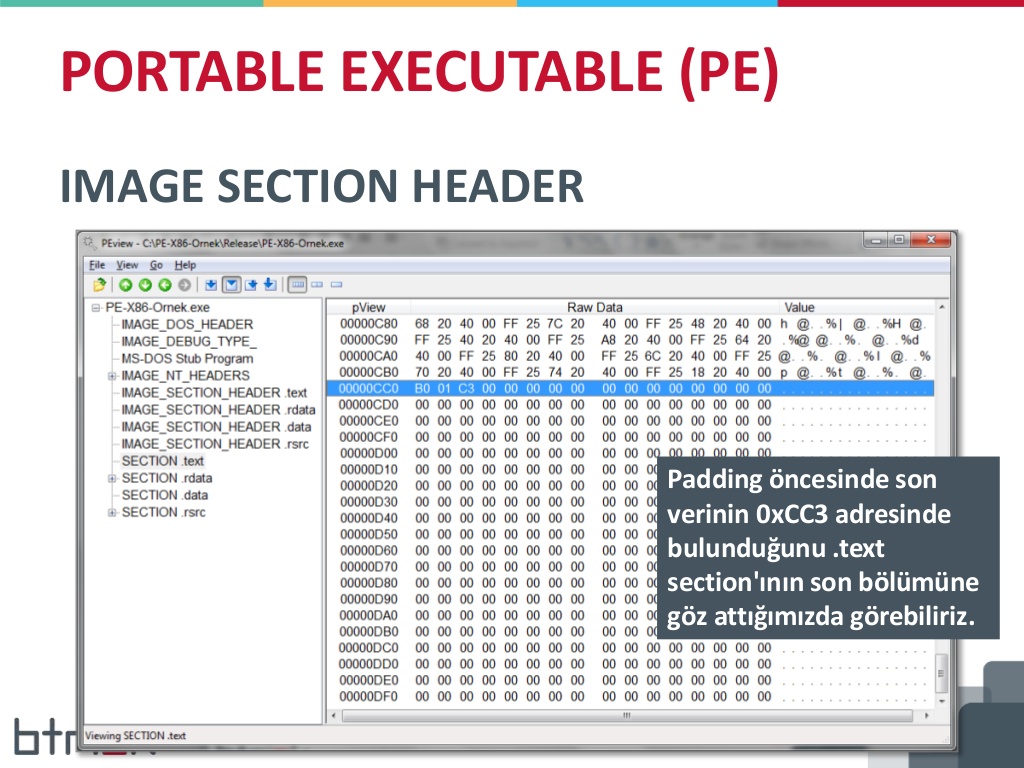 PORTABLE EXECUTABLE (PE)
IMAGE SECTION HEADER
PEview - C:\PE-X86-Ornek\Release\PE-X86-Ornek.exe
File View Go Help
PE-X86-Ornek.exe
IMAGE_DOS_HEADER
IMAGE_DEBUG_TYPE_
MS-DOS Stub Program
IMAGE_NT_HEADERS
IMAGE_SECTION_HEADER .text
IMAGE_SECTION_HEADER .rdata
IMAGE_SECTION_HEADER .data
IMAGE_SECTION_HEADER .rsrc
SECTION .text
SECTION .rdata
SECTION .data
SECTION .rsrc
pView Raw Data Value
00000C80 68 20 40 00 FF 25 7C 20 40 00 FF 25 48 20 40 00 h @. .%| @. .%H @.
00000C90 FF 25 40 20 40 00 FF 25 A8 20 40 00 FF 25 64 20 .%@ @. .%. @. .%d
00000CA0 40 00 FF 25 80 20 40 00 FF 25 6C 20 40 00 FF 25 @. .%. @. .%l @. .%
00000CB0 70 20 40 00 FF 25 74 20 40 00 FF 25 18 20 40 00 p @. .%t @. .%. @.
00000CC0 B0 01 C3 00 00 00 00 00 00 00 00 00 00 00 00 00 . . . . . . . . . . . . . . . .
00000CD0 00 00 00 00 00 00 00 00 00 00 00 00 00 00 00 00 . . . . . . . . . . . . . . . .
00000CE0 00 00 00 00 00 00 00 00 00 00 00 00 00 00 00 00 . . . . . . . . . . . . . . . .
00000CF0 00 00 00 00 00 00 00 00 00 00 00 00 00 00 00 00 . . . . . . . . . . . . . . . .
00000D00 00 00 00 00 00 00 00 00 00 00 00 00 00 00 00 00
00000D10 00 00 00 00 00 00 00 00 00 00 00
00000D20 00 00 00 00 00 00 00 00 00 00 00
00000D30 00 00 00 00 00 00 00 00 00 00 00
00000D40 00 00 00 00 00 00 00 00 00 00 00
00000D50 00 00 00 00 00 00 00 00 00 00 00
00000D60 00 00 00 00 00 00 00 00 00 00 00
00000D70 00 00 00 00 00 00 00 00 00 00 00
00000D80 00 00 00 00 00 00 00 00 00 00 00
00000D90 00 00 00 00 00 00 00 00 00 00 00
00000DA0 00 00 00 00 00 00 00 00 00 00 00
00000DB0 00 00 00 00 00 00 00 00 00 00 00
00000DC0 00 00 00 00 00 00 00 00 00 00 00 00 00 00 00 00 . . . . . . . . . . . . . . . .
00000DD0 00 00 00 00 00 00 00 00 00 00 00 00 00 00 00 00 . . . . . . . . . . . . . . . .
00000DE0 00 00 00 00 00 00 00 00 00 00 00 00 00 00 00 00 . . . . . . . . . . . . . . . .
00000DF0 00 00 00 00 00 00 00 00 00 00 00 00 00 00 00 00 . . . . . . . . . . . . . . . .
Padding öncesinde son
verinin 0xCC3 adresinde
bulunduğunu .text
section'ının son bölümüne
göz attığımızda görebiliriz.
Viewing SECTION .text